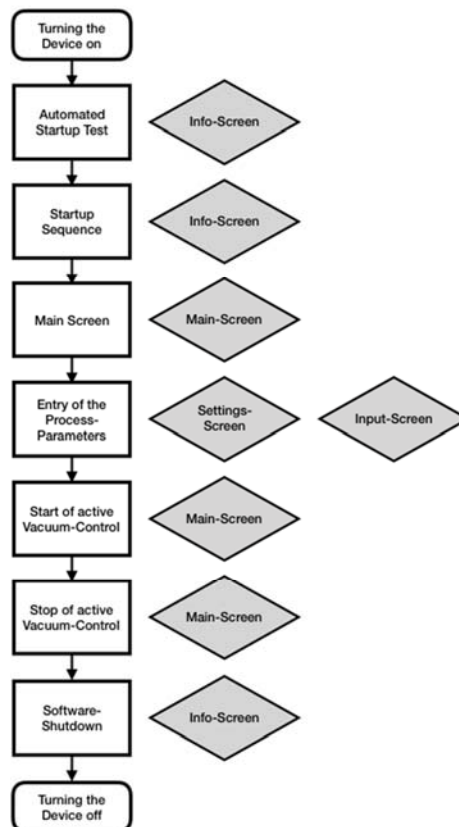 Turning the
Device on
Automated
Startup Test
Info-Screen
Startup
Sequence
Info-Screen
Main Screen
Main-Screen
Entry of the
Process-
Parameters
Settings-
Screen
Input-Screen
Start of active
Vacuum-Control
Main-Screen
Stop of active
Vacuum-Control
Main-Screen
Software-
Shutdown
Info-Screen
Turning the
Device off